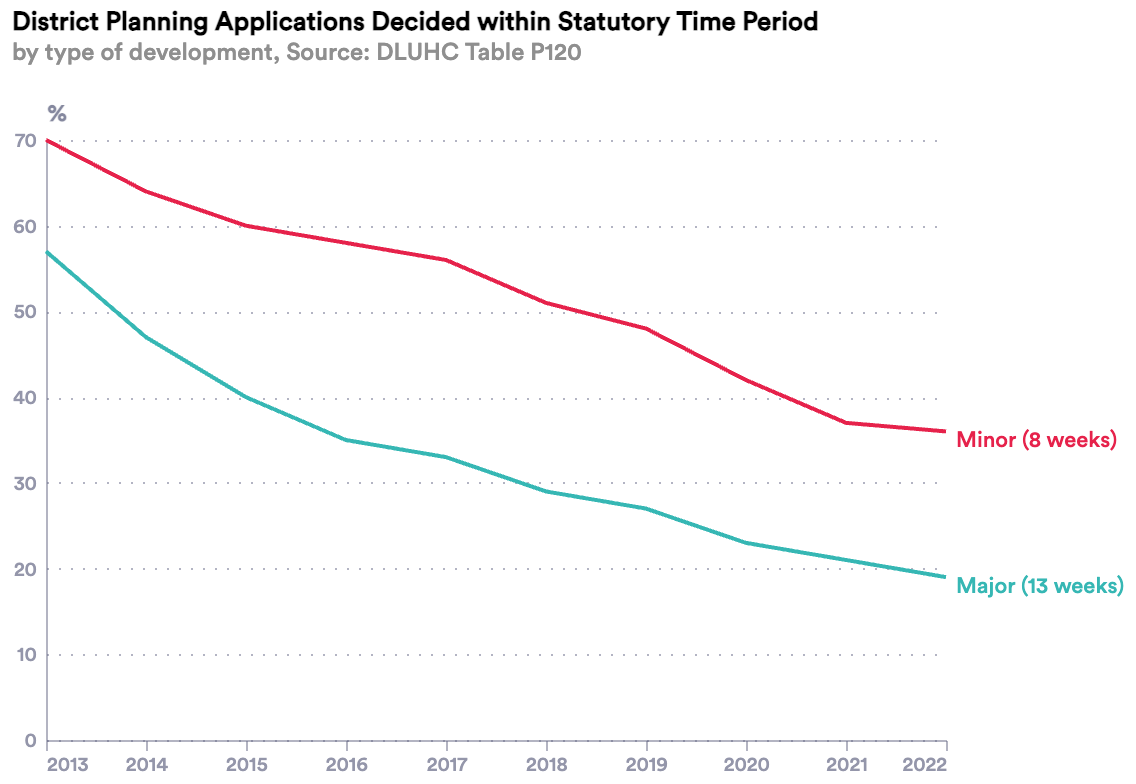 District Planning Applications Decided within Statutory Time Period
by type of development, Source: DLUHC Table P120
%
70
60
50
40
30
20
10
0
Minor (8 weeks)
Major (13 weeks)
2013 2014 2015 2016 2017 2018 2019 2020 2021 2022